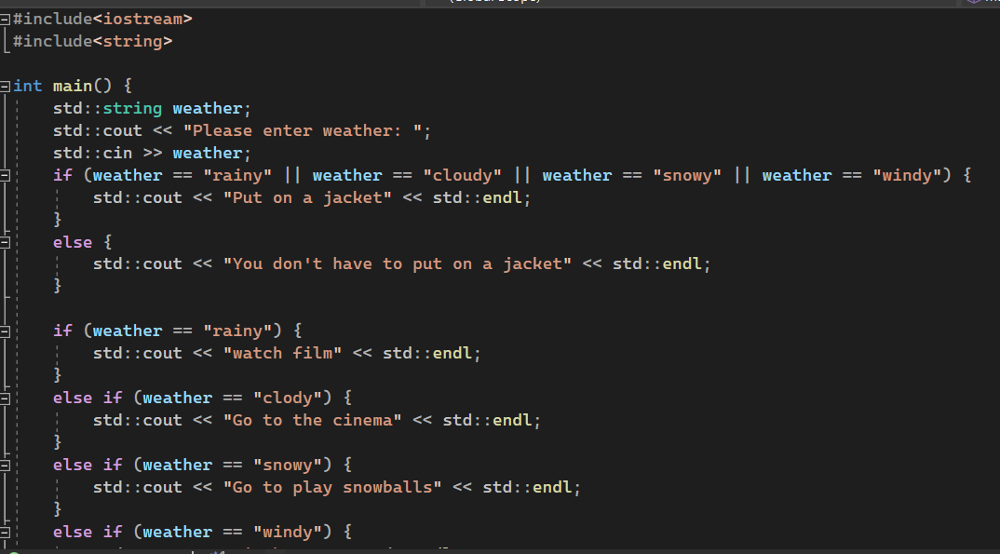 #include<iostream>
#include<string>
int main() {
    std::string weather;
    std::cout << "Please enter weather: ";
    std::cin >> weather;
    if (weather == "rainy" || weather == "cloudy" || weather == "snowy" || weather == "windy") {
        std::cout << "Put on a jacket" << std::endl;
    }
    else {
        std::cout << "You don't have to put on a jacket" << std::endl;
    }
    if (weather == "rainy") {
        std::cout << "watch film" << std::endl;
    }
    else if (weather == "clody") {
        std::cout << "Go to the cinema" << std::endl;
    }
    else if (weather == "snowy") {
        std::cout << "Go to play snowballs" << std::endl;
    }
    else if (weather == "windy") {